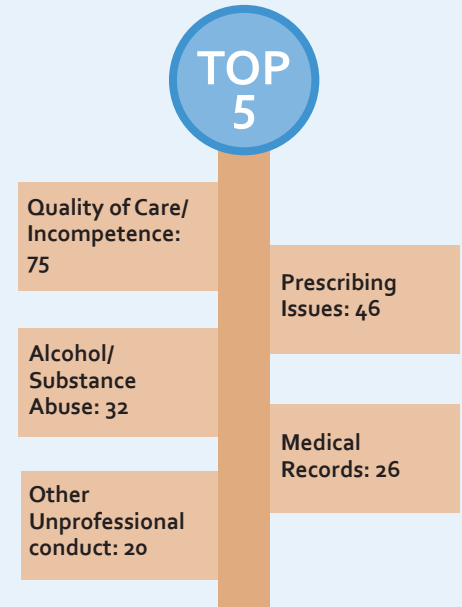 TOP
5
Quality of Care/
Incompetence:
75
Prescribing
Issues: 46
Alcohol/
Substance
Abuse: 32
Medical
Records: 26
Other
Unprofessional
conduct: 20